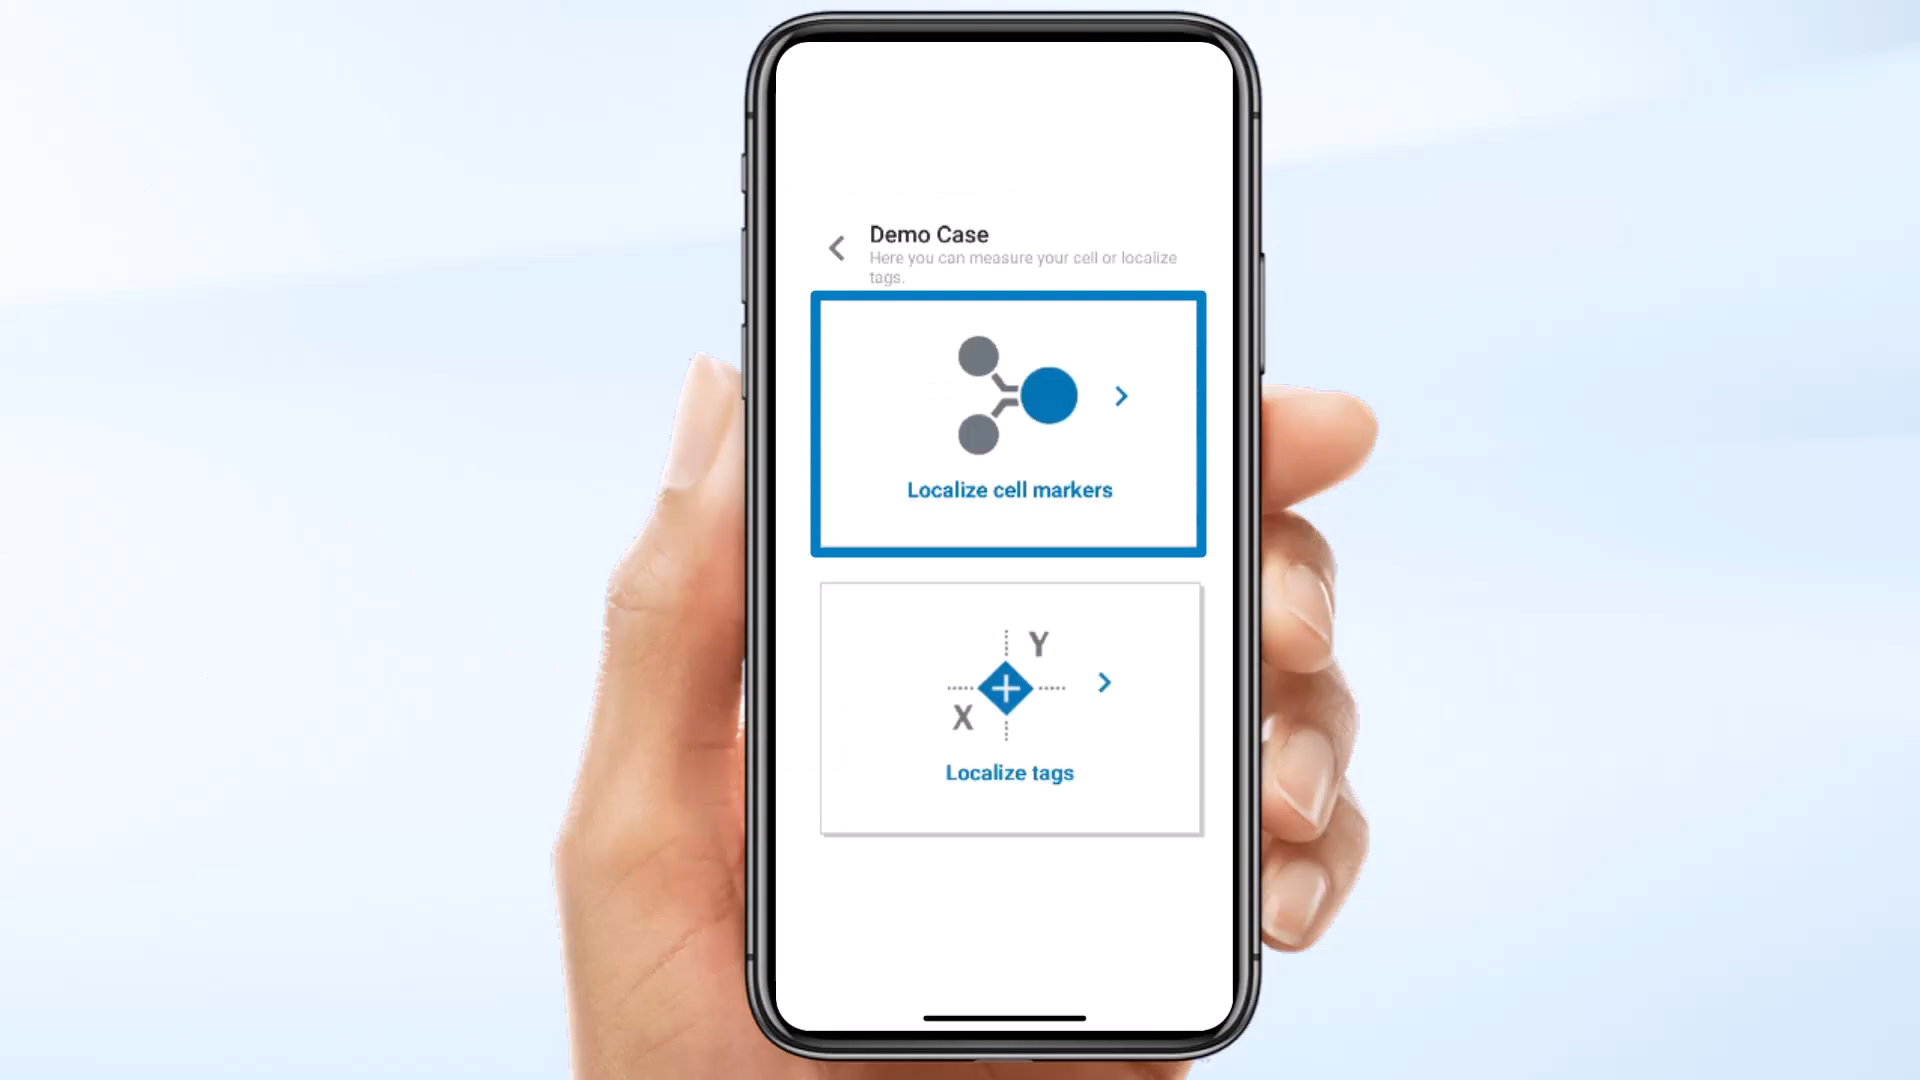 Demo Case
Here you can measure your cell or localize
tags.
Localize cell markers
Y
X
Localize tags